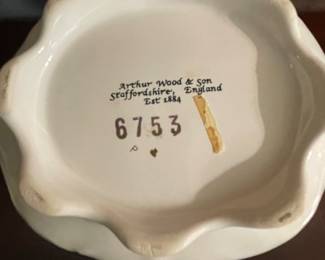 Arthur Wood & Son
Staffordshire, England
Est 1884
6753
P